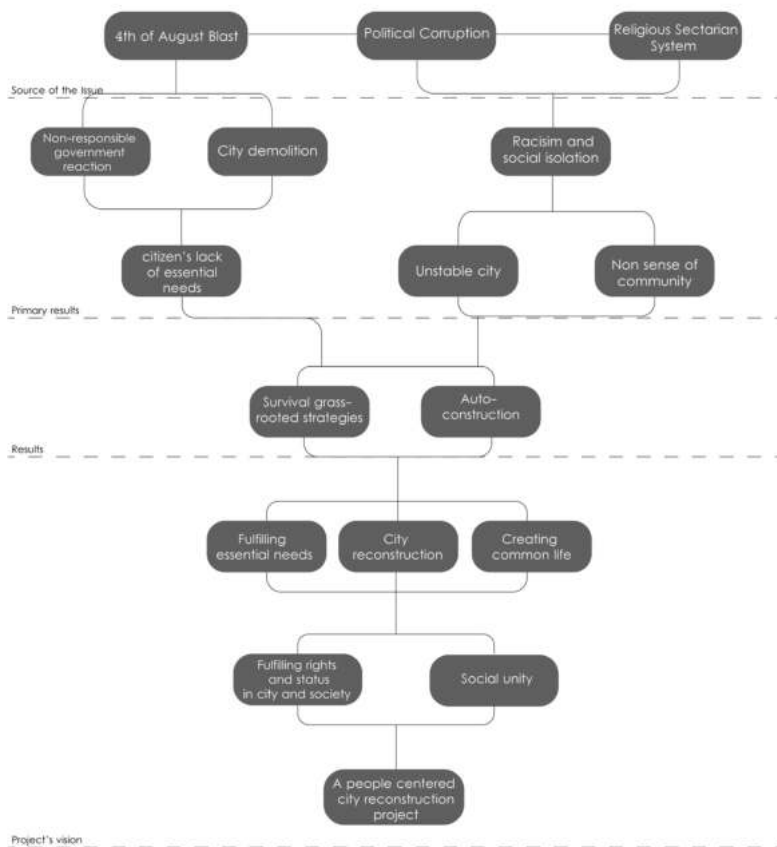 4th of August Blast
Political Corruption
Religious Sectarian
System
Source of the Issue
Non-responsible
government
reaction
City demolition
Racisim and
social isolation
citizen's lack
of essential
needs
Unstable city
Non sense of
community
Primary results
Survival grass-
rooted strategies
Auto-
construction
Results
Fulfilling
essential needs
City
reconstruction
Creating
common life
Fulfilling rights
and status
in city and society
Social unity
A people centered
city reconstruction
project
Project's vision